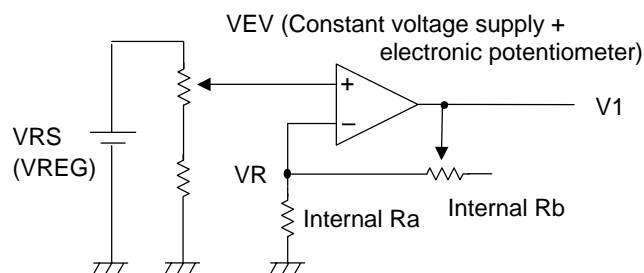 VEV (Constant voltage supply +
electronic potentiometer)
+
−
V1
VRS
(VREG)
VR
Internal Ra
Internal Rb